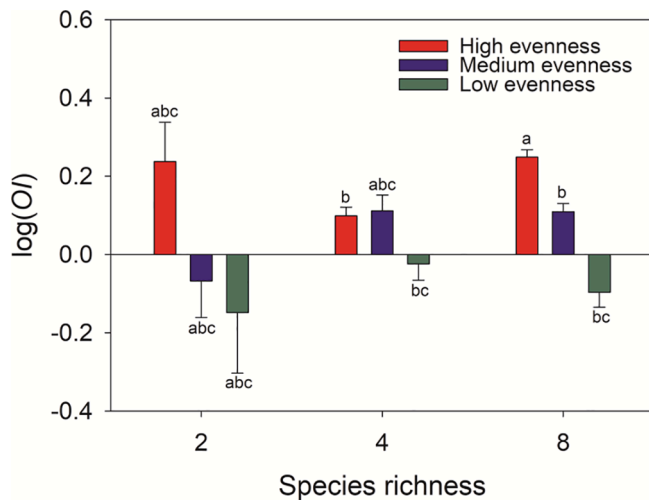 0.6
0.4
0.2
0.0
-0.2
-0.4
log(OI)
High evenness
Medium evenness
Low evenness
abc
abc
abc
b
abc
bc
a
b
bc
2
4
8
Species richness